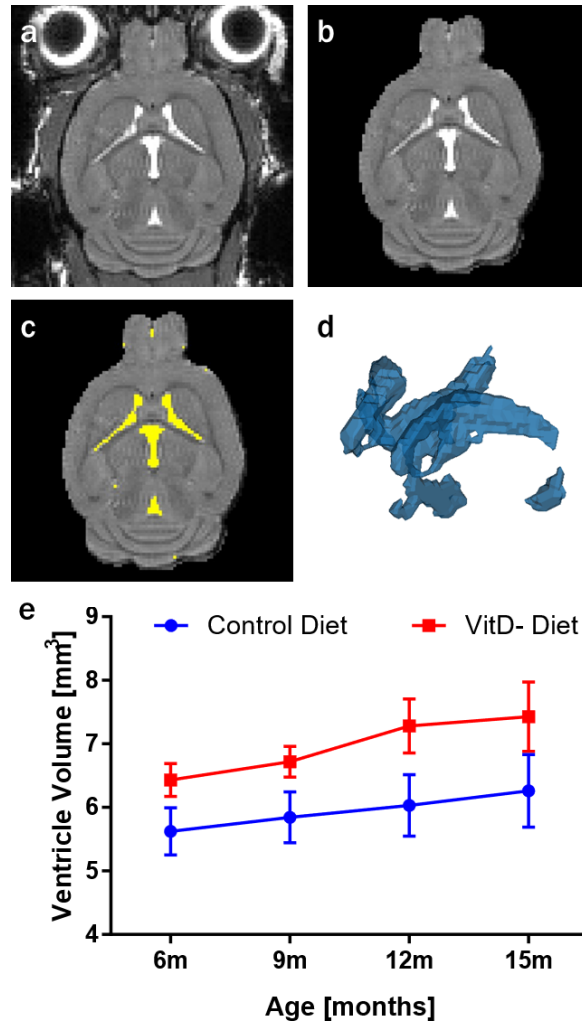 a
b
c
d
e
Control Diet
VitD- Diet
Ventricle Volume [mm³]
9
8
7
6
5
4
6m
9m
12m
15m
Age [months]